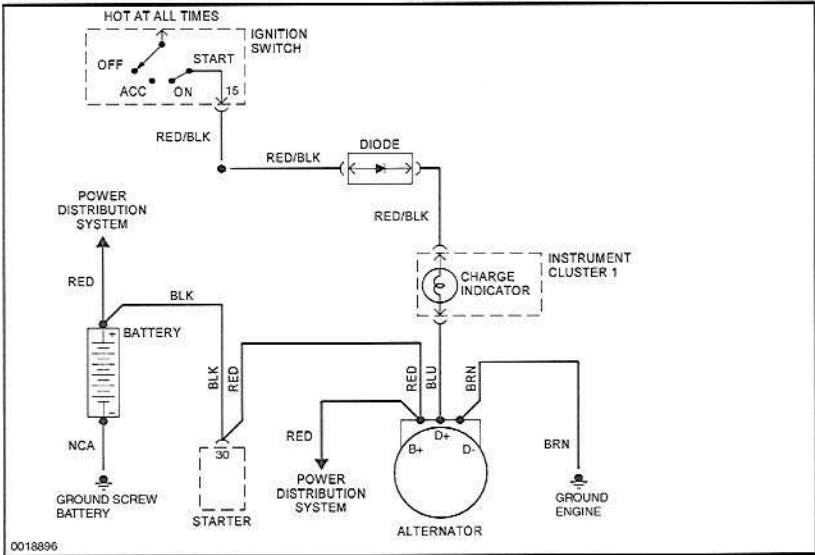 HOT AT ALL TIMES
IGNITION
SWITCH
OFF
START
ACC
ON
15
RED/BLK
RED/BLK
DIODE
RED/BLK
POWER
DISTRIBUTION
SYSTEM
RED
BLK
INSTRUMENT
CLUSTER 1
CHARGE
INDICATOR
+
BATTERY
-
BLK
RED
RED
BLU
BRN
NCA
GROUND SCREW
BATTERY
30
STARTER
RED
POWER
DISTRIBUTION
SYSTEM
B+
D+
D-
ALTERNATOR
BRN
GROUND
ENGINE
0018896